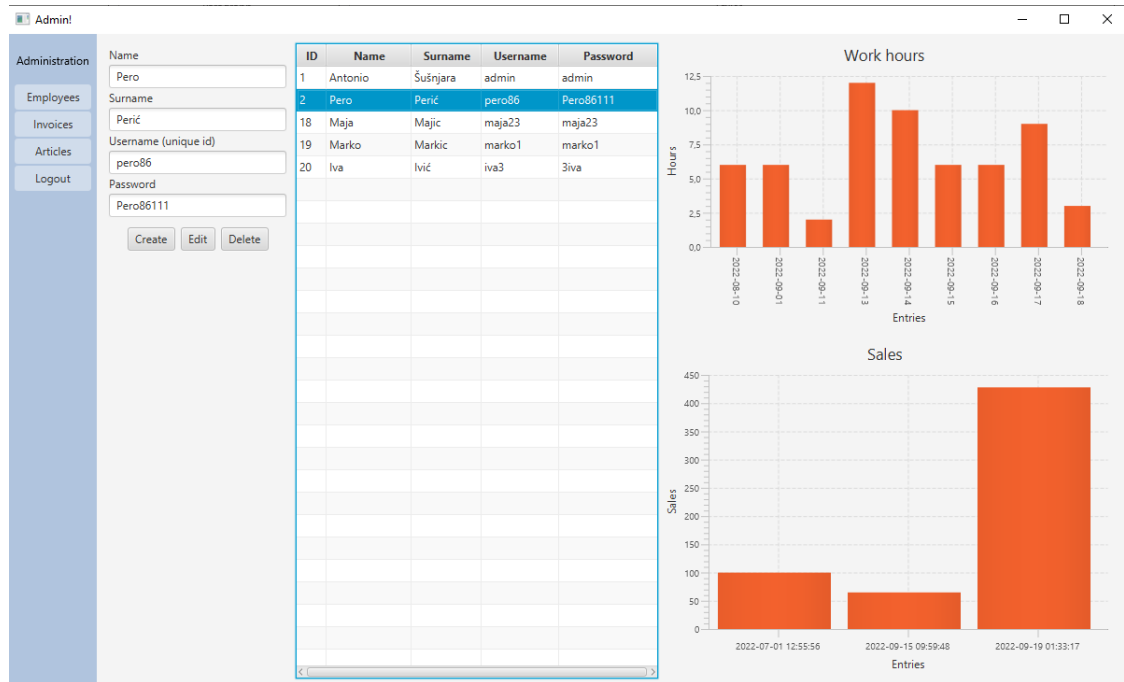 Admin!
Administration
Employees
Invoices
Articles
Logout
Name
Pero
Surname
Perić
Username (unique id)
pero86
Password
Pero86111
Create Edit Delete
ID Name Surname Username Password
1 Antonio Šušnjara admin admin
2 Pero Perić pero86 Pero86111
18 Maja Majic maja23 maja23
19 Marko Markic marko1 marko1
20 Iva Ivić iva3 3iva
Work hours
Hours
12,5
10,0
7,5
5,0
2,5
0,0
2022-08-10
2022-09-01
2022-09-11
2022-09-13
2022-09-14
2022-09-15
2022-09-16
2022-09-17
2022-09-18
Entries
Sales
Sales
450
400
350
300
250
200
150
100
50
0
2022-07-01 12:55:56 2022-09-15 09:59:48 2022-09-19 01:33:17
Entries